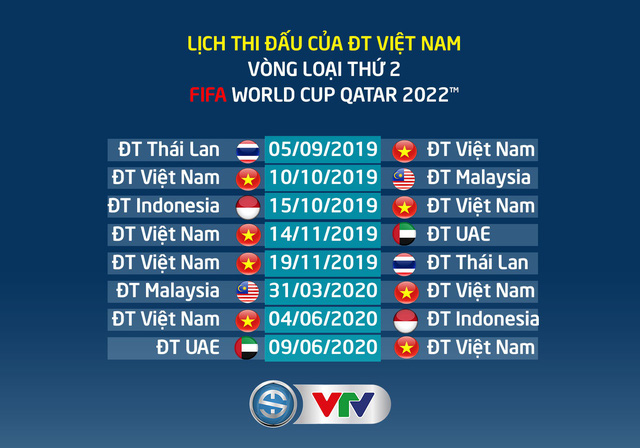 LỊCH THI ĐẤU CỦA ĐT VIỆT NAM
VÒNG LOẠI THỨ 2
FIFA WORLD CUP QATAR 2022™
ĐT Thái Lan 05/09/2019 ĐT Việt Nam
ĐT Việt Nam 10/10/2019 ĐT Malaysia
ĐT Indonesia 15/10/2019 ĐT Việt Nam
ĐT Việt Nam 14/11/2019 ĐT UAE
ĐT Việt Nam 19/11/2019 ĐT Thái Lan
ĐT Malaysia 31/03/2020 ĐT Việt Nam
ĐT Việt Nam 04/06/2020 ĐT Indonesia
ĐT UAE 09/06/2020 ĐT Việt Nam
VTV